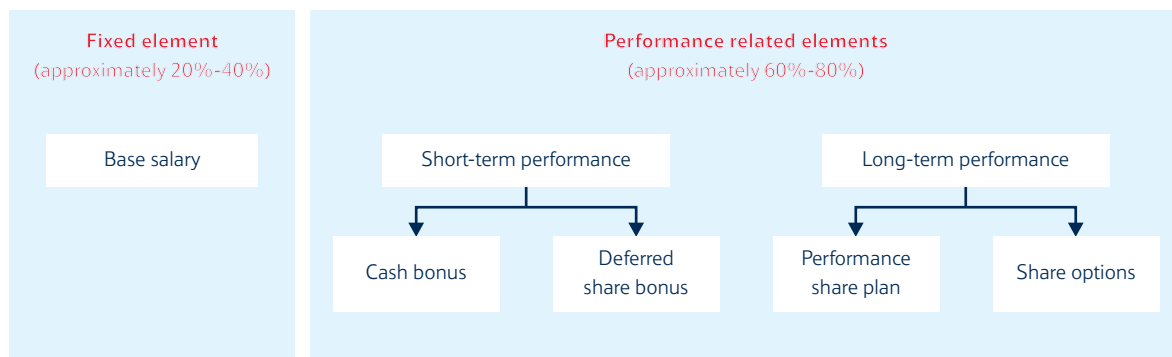 Fixed element
(approximately 20%-40%)
Base salary
Performance related elements
(approximately 60%-80%)
Short-term performance
Long-term performance
Cash bonus
Deferred
share bonus
Performance
share plan
Share options